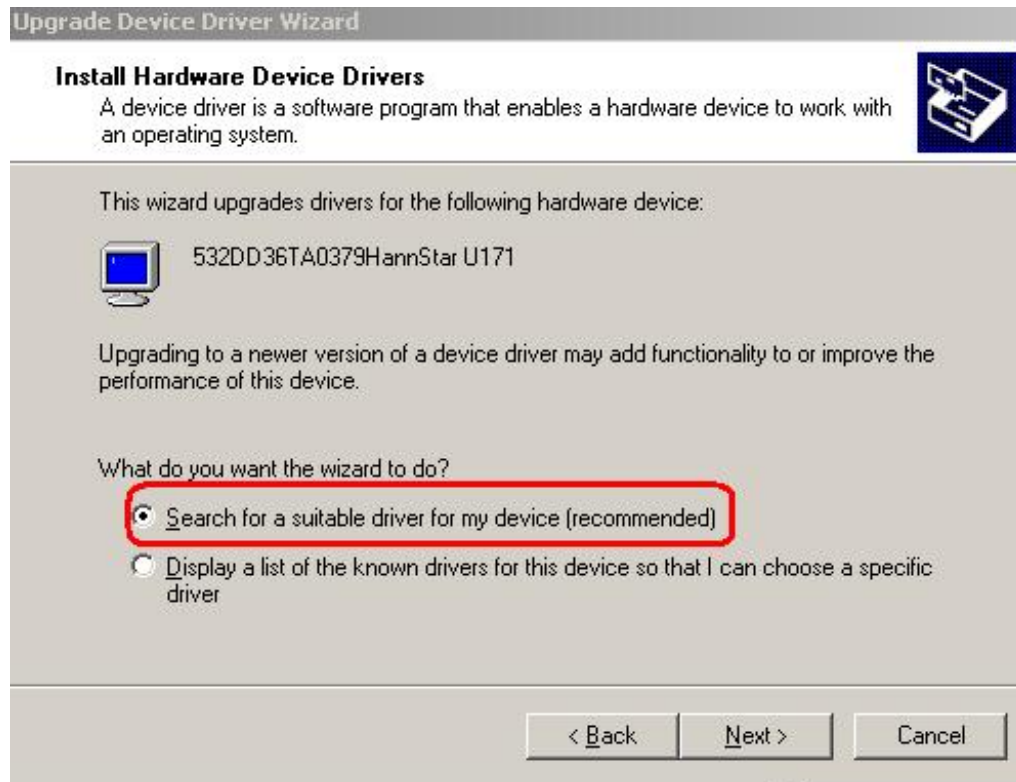 Upgrade Device Driver Wizard
Install Hardware Device Drivers
A device driver is a software program that enables a hardware device to work with
an operating system.
This wizard upgrades drivers for the following hardware device:
532DD36TA0379HannStar U171
Upgrading to a newer version of a device driver may add functionality to or improve the
performance of this device.
What do you want the wizard to do?
Search for a suitable driver for my device (recommended)
Display a list of the known drivers for this device so that I can choose a specific
driver
< Back
Next >
Cancel